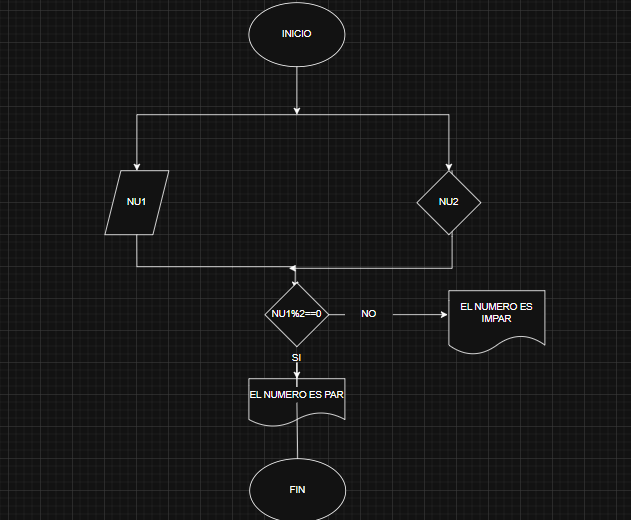 INICIO
NU1
NU2
NU1%2==0
NO
EL NUMERO ES
IMPAR
SI
EL NUMERO ES PAR
FIN